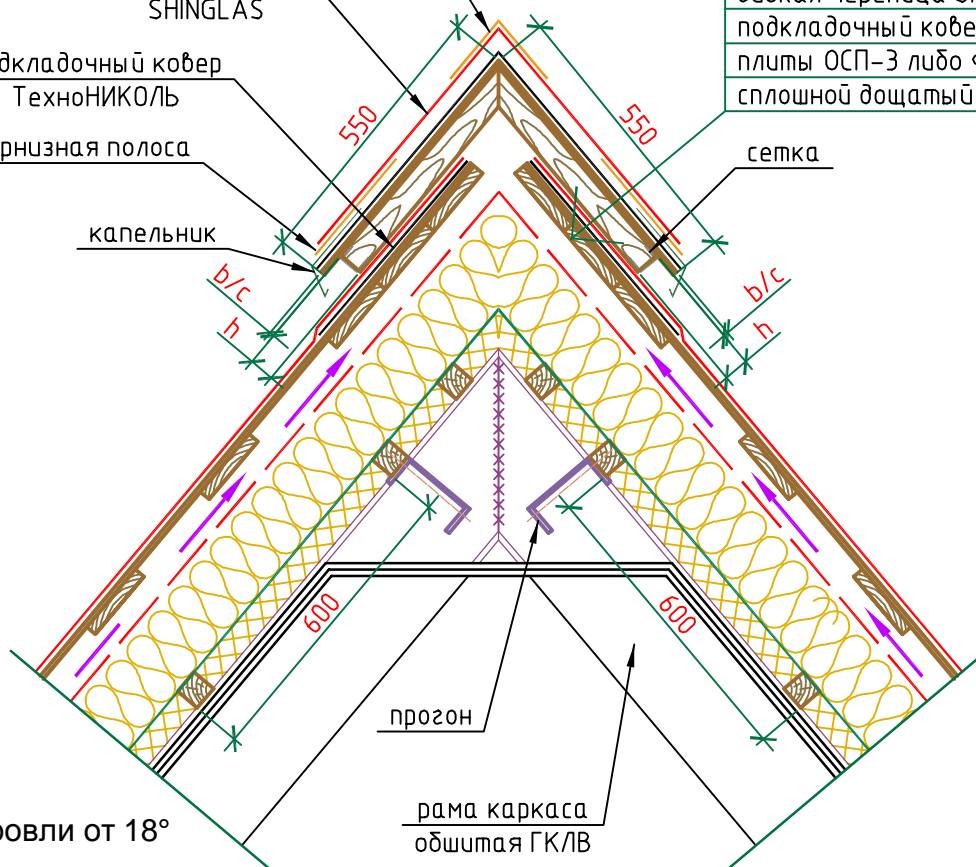 SHINGLAS
подкладочный кове
плиты ОСП-3 либо
сплошной дощатый
дкладочный ковер
ТехноНИКОЛЬ
550
550
рнизная полоса
сетка
капельник
b/c
b/c
h
h
600
600
прогон
рама каркаса
обшитая ГКЛВ
ровли от 18°